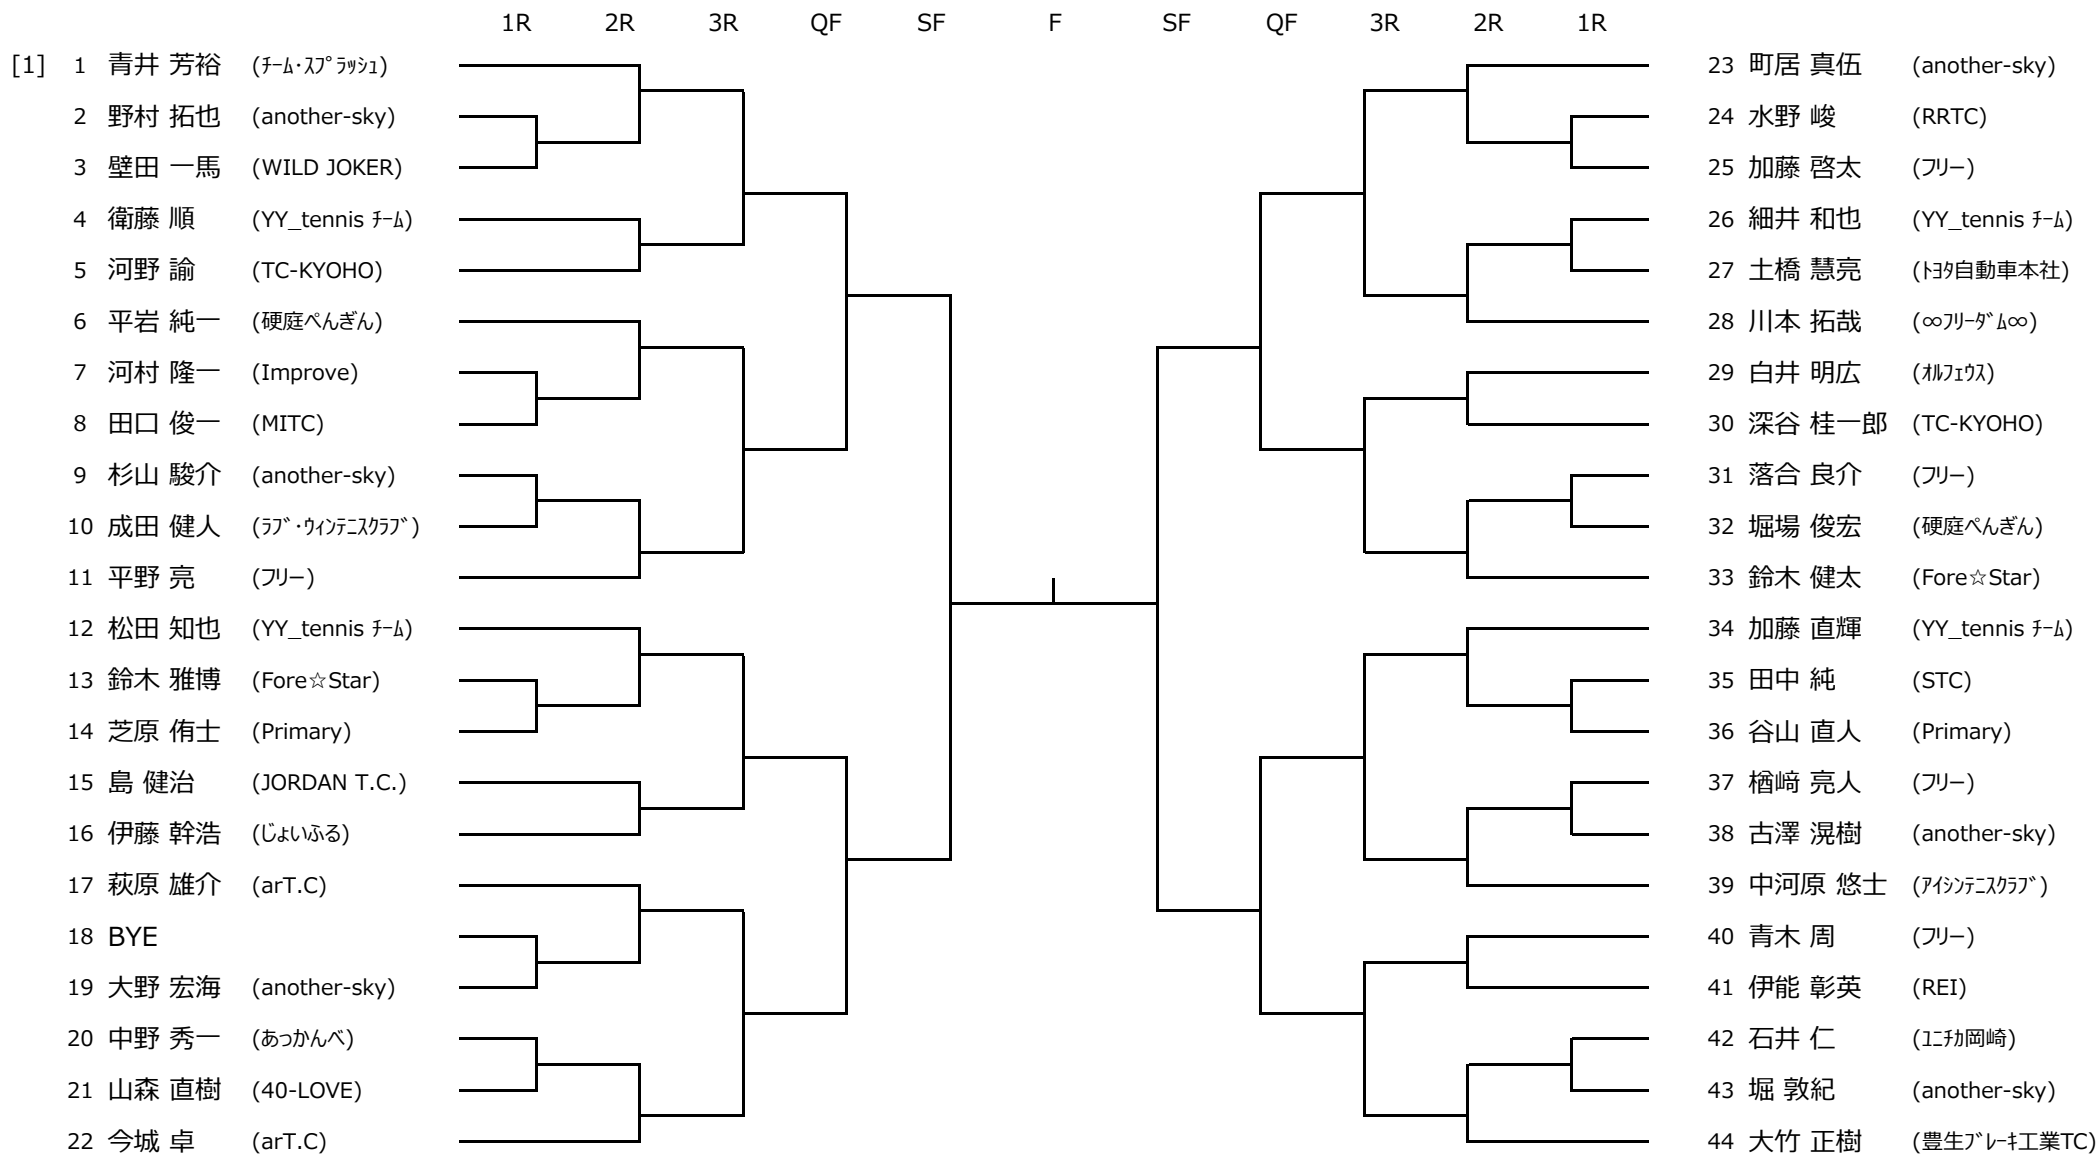 1R 2R 3R QF SF F SF QF 3R 2R 1R
[1] 1 青井 芳裕 (ﾁｰﾑ･ｽﾌﾟﾗｯｼｭ)
2 野村 拓也 (another-sky)
3 壁田 一馬 (WILD JOKER)
4 衛藤 順 (YY_tennis ﾁｰﾑ)
5 河野 諭 (TC-KYOHO)
6 平岩 純一 (硬庭ぺんぎん)
7 河村 隆一 (Improve)
8 田口 俊一 (MITC)
9 杉山 駿介 (another-sky)
10 成田 健人 (ﾗﾌﾞ･ｳｨﾝﾃﾆｽｸﾗﾌﾞ)
11 平野 亮 (フリー)
12 松田 知也 (YY_tennis ﾁｰﾑ)
13 鈴木 雅博 (Fore☆Star)
14 芝原 侑士 (Primary)
15 島 健治 (JORDAN T.C.)
16 伊藤 幹浩 (じょいふる)
17 萩原 雄介 (arT.C)
18 BYE
19 大野 宏海 (another-sky)
20 中野 秀一 (あっかんべ)
21 山森 直樹 (40-LOVE)
22 今城 卓 (arT.C)
23 町居 真伍 (another-sky)
24 水野 峻 (RRTC)
25 加藤 啓太 (フリー)
26 細井 和也 (YY_tennis ﾁｰﾑ)
27 土橋 慧亮 (ﾄﾖﾀ自動車本社)
28 川本 拓哉 (∞ﾌﾘｰﾀﾞﾑ∞)
29 白井 明広 (ｵﾙﾌｪｳｽ)
30 深谷 桂一郎 (TC-KYOHO)
31 落合 良介 (フリー)
32 堀場 俊宏 (硬庭ぺんぎん)
33 鈴木 健太 (Fore☆Star)
34 加藤 直輝 (YY_tennis ﾁｰﾑ)
35 田中 純 (STC)
36 谷山 直人 (Primary)
37 楢﨑 亮人 (フリー)
38 古澤 滉樹 (another-sky)
39 中河原 悠士 (ｱｲｼﾝﾃﾆｽｸﾗﾌﾞ)
40 青木 周 (フリー)
41 伊能 彰英 (REI)
42 石井 仁 (ﾕﾆﾁｶ岡崎)
43 堀 敦紀 (another-sky)
44 大竹 正樹 (豊生ﾌﾞﾚｰｷ工業TC)